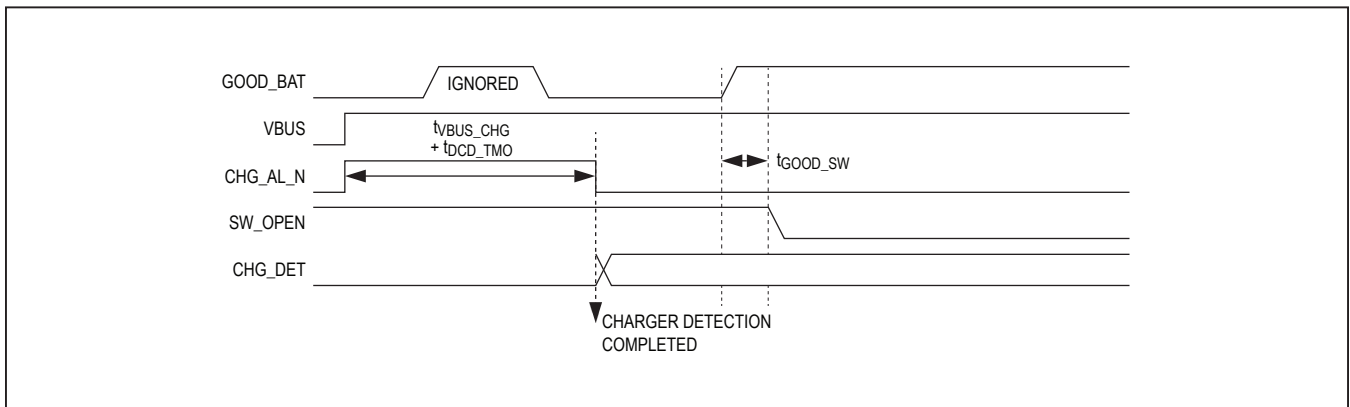 GOOD_BAT
IGNORED
VBUS
tVBUS_CHG
+ tDCD_TMO
CHG_AL_N
tGOOD_SW
SW_OPEN
CHG_DET
CHARGER DETECTION
COMPLETED